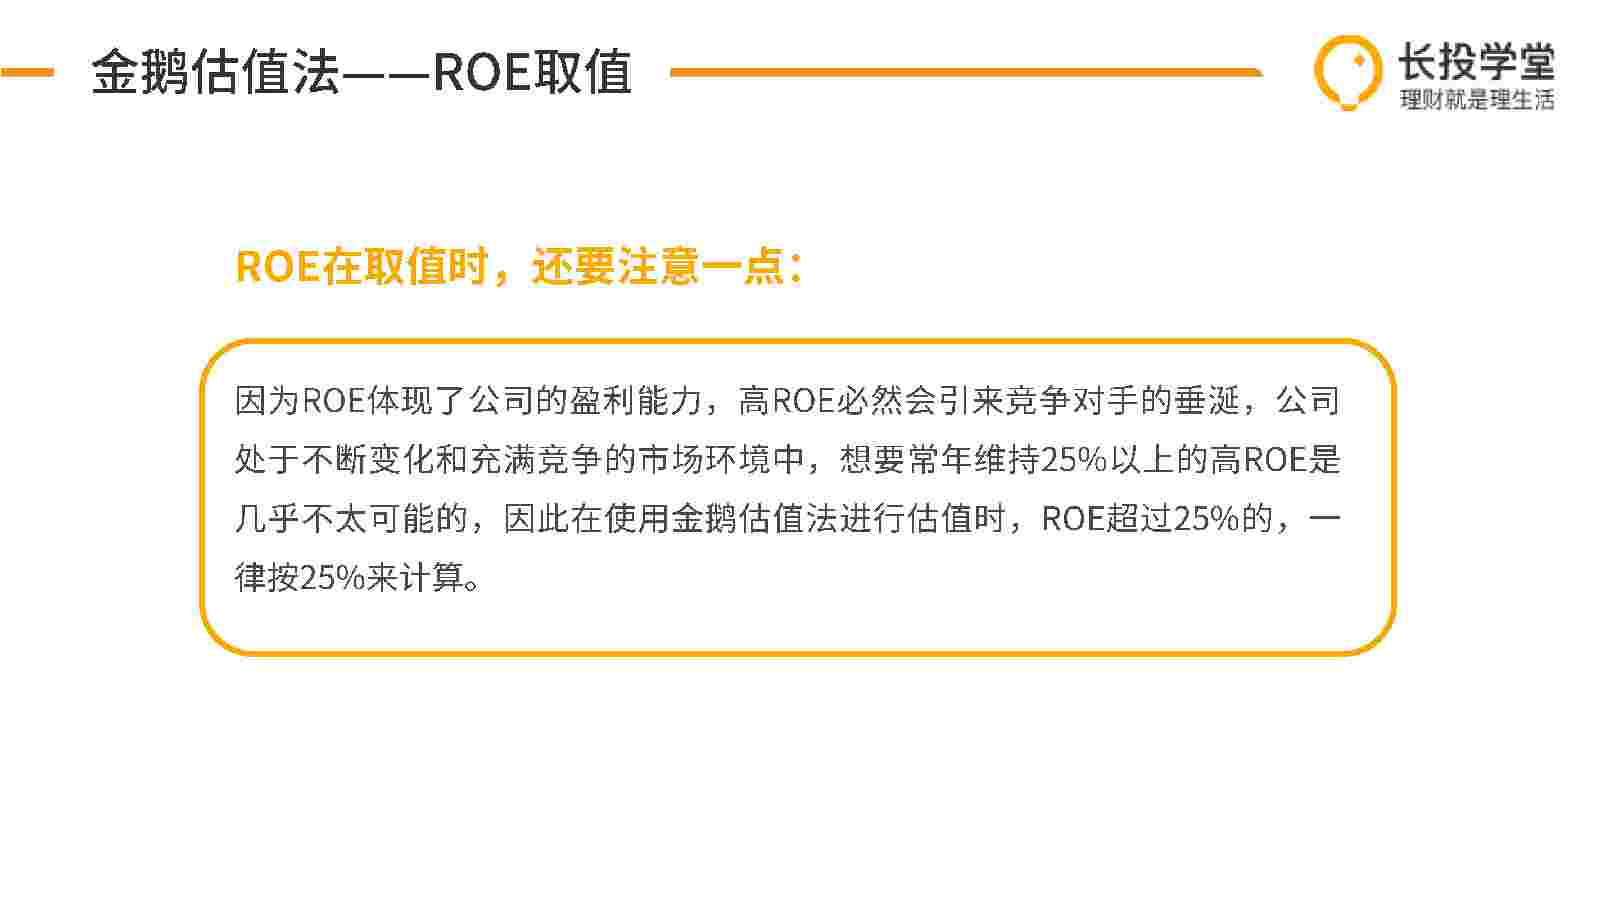 金鹅估值法——ROE取值
长投学堂
理财就是理生活
ROE在取值时，还要注意一点：
因为ROE体现了公司的盈利能力，高ROE必然会引来竞争对手的垂涎，公司
处于不断变化和充满竞争的市场环境中，想要常年维持25%以上的高ROE是
几乎不太可能的，因此在使用金鹅估值法进行估值时，ROE超过25%的，一
律按25%来计算。